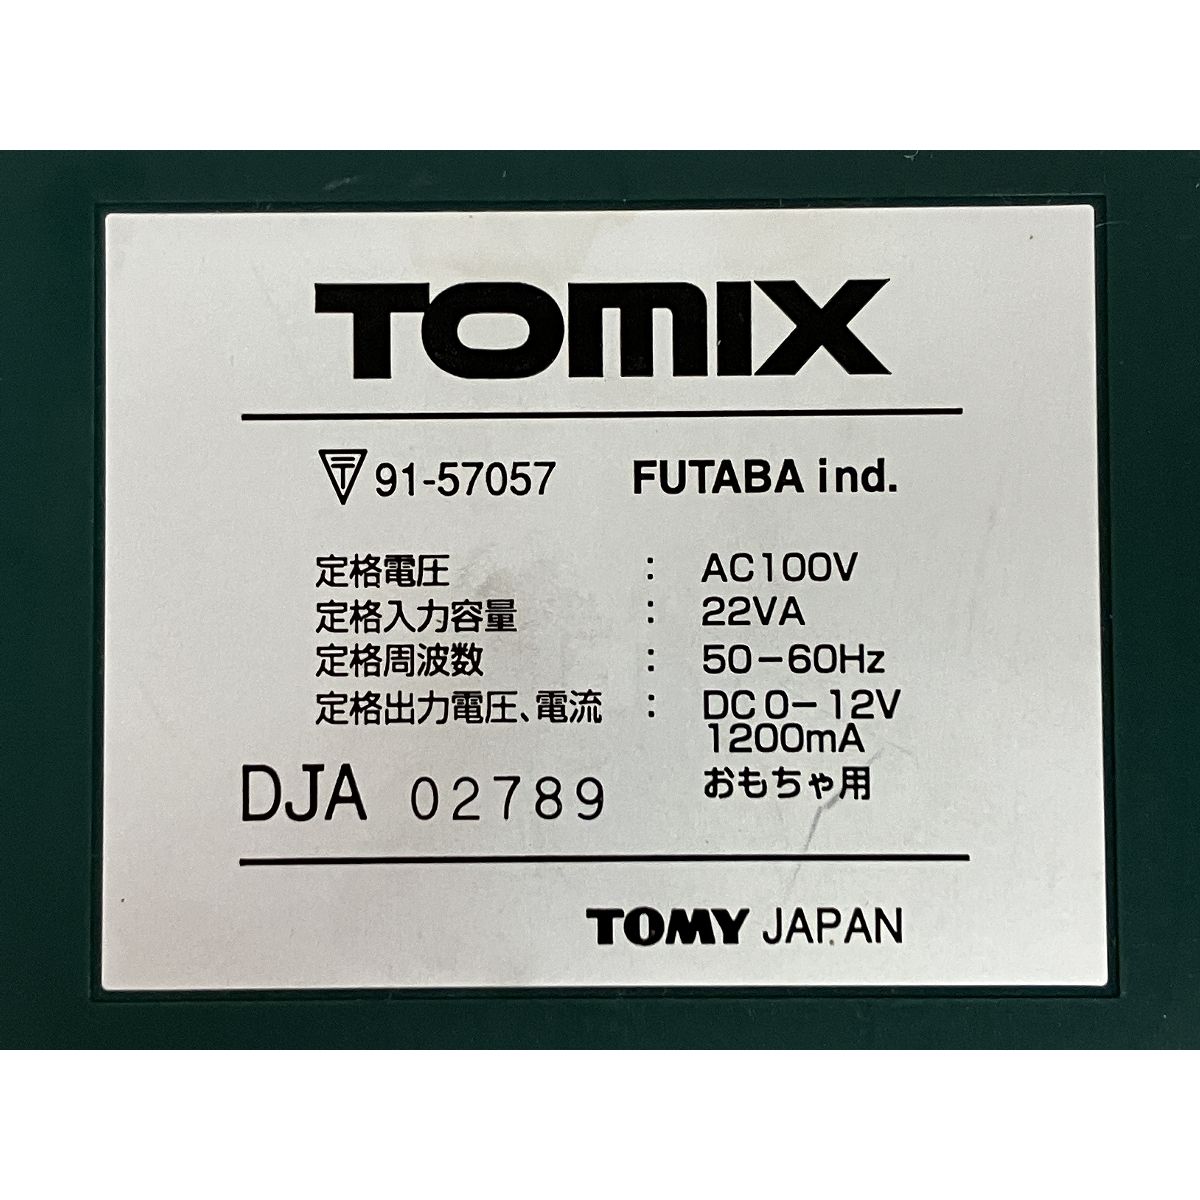 TOMIX
91-57057 FUTABA ind.
定格電圧 : AC100V
定格入力容量 : 22VA
定格周波数 : 50-60Hz
定格出力電圧、電流 : DC0-12V
1200mA
おもちゃ用
DJA 02789
TOMY JAPAN